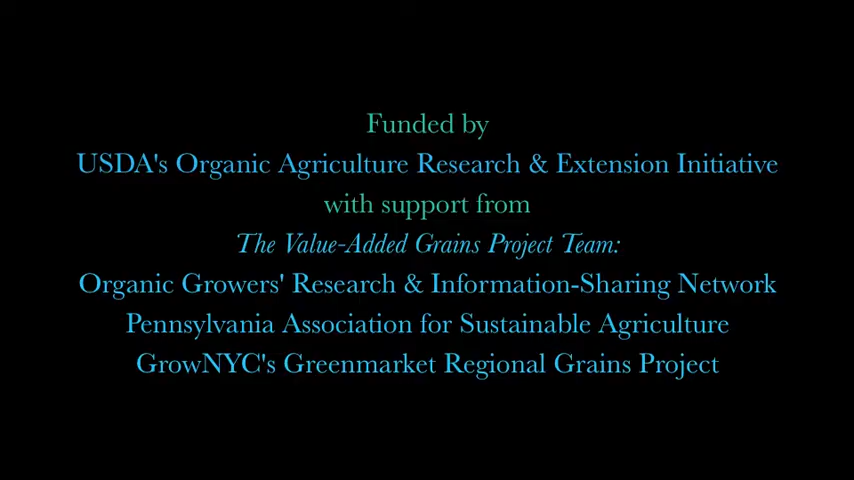 Funded by
USDA's Organic Agriculture Research & Extension Initiative
with support from
The Value-Added Grains Project Team:
Organic Growers' Research & Information-Sharing Network
Pennsylvania Association for Sustainable Agriculture
GrowNYC's Greenmarket Regional Grains Project